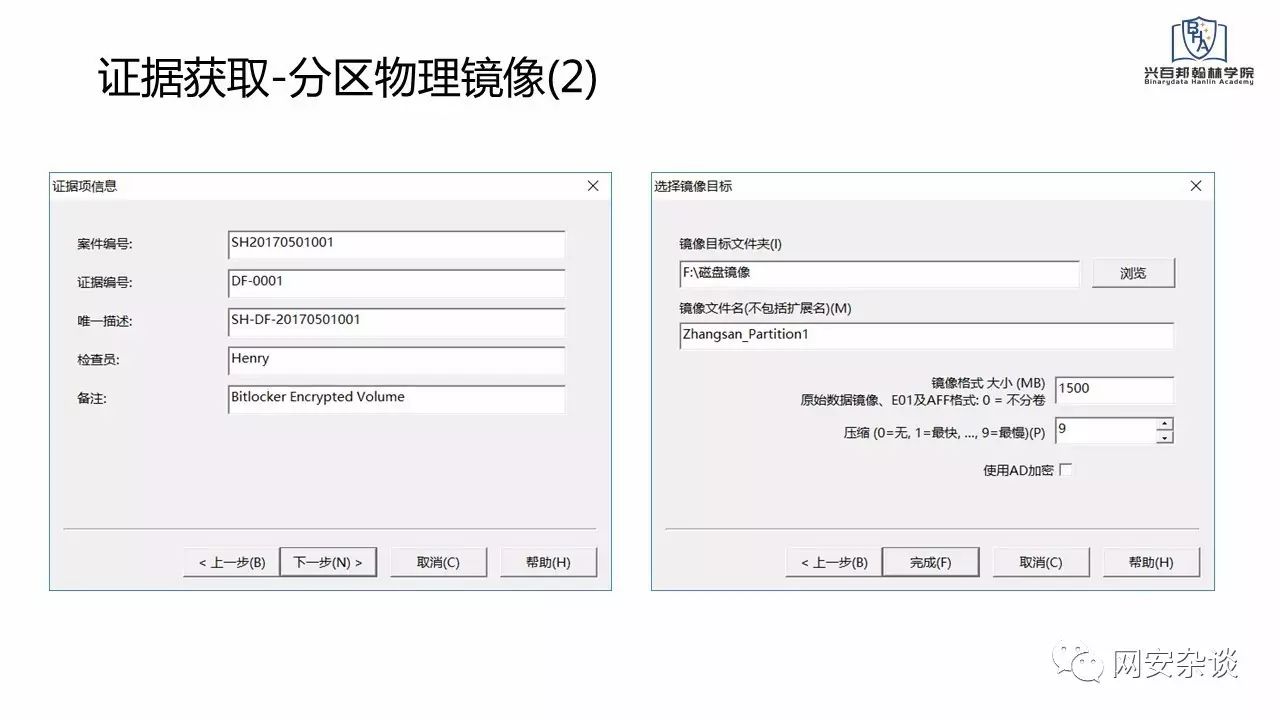 证据获取-分区物理镜像(2)
兴百邦翰林学院
Binarydata Hanlin Academy
证据项信息
案件编号: SH20170501001
证据编号: DF-0001
唯一描述: SH-DF-20170501001
检查员: Henry
备注: Bitlocker Encrypted Volume
< 上一步(B) 下一步(N) > 取消(C) 帮助(H)
选择镜像目标
镜像目标文件夹(I)
F:\磁盘镜像 浏览
镜像文件名(不包括扩展名)(M)
Zhangsan_Partition1
镜像格式 大小 (MB) 1500
原始数据镜像、E01及AFF格式: 0 = 不分卷
压缩 (0=无, 1=最快, ..., 9=最慢)(P) 9
使用AD加密
< 上一步(B) 完成(F) 取消(C) 帮助(H)
网安杂谈